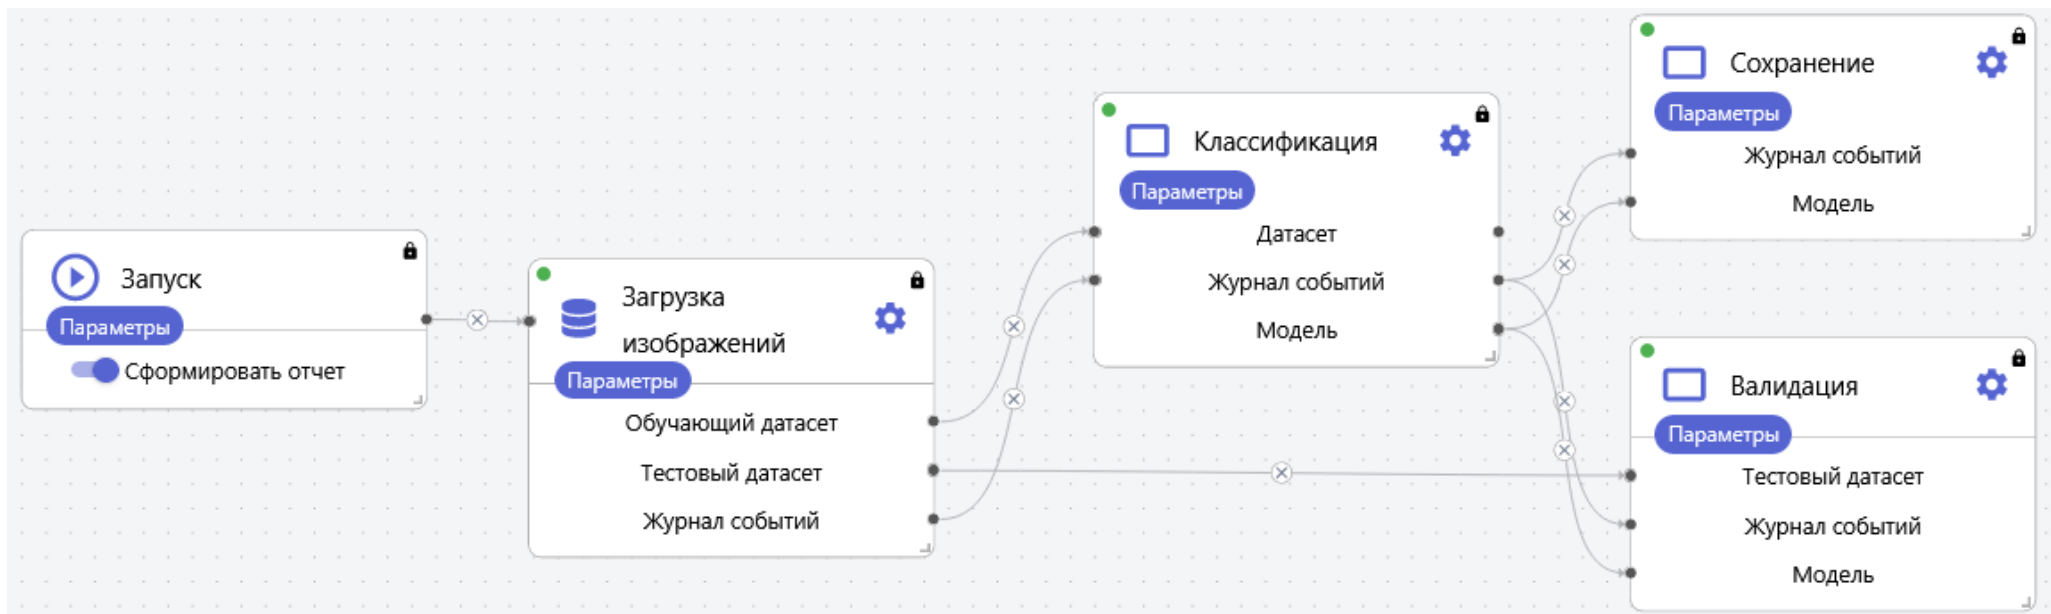 Запуск
Параметры
Сформировать отчет
Загрузка
изображений
Параметры
Обучающий датасет
Тестовый датасет
Журнал событий
Классификация
Параметры
Датасет
Журнал событий
Модель
Сохранение
Параметры
Журнал событий
Модель
Валидация
Параметры
Тестовый датасет
Журнал событий
Модель